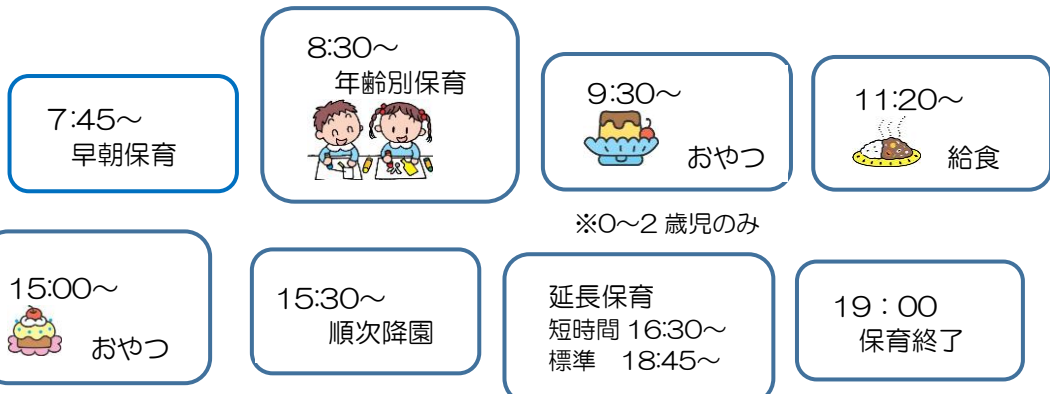 7:45～
早朝保育
8:30～
年齢別保育
9:30～
おやつ
※0～2 歳児のみ
11:20～
給食
15:00～
おやつ
15:30～
順次降園
延長保育
短時間 16:30～
標準　18:45～
19：00
保育終了